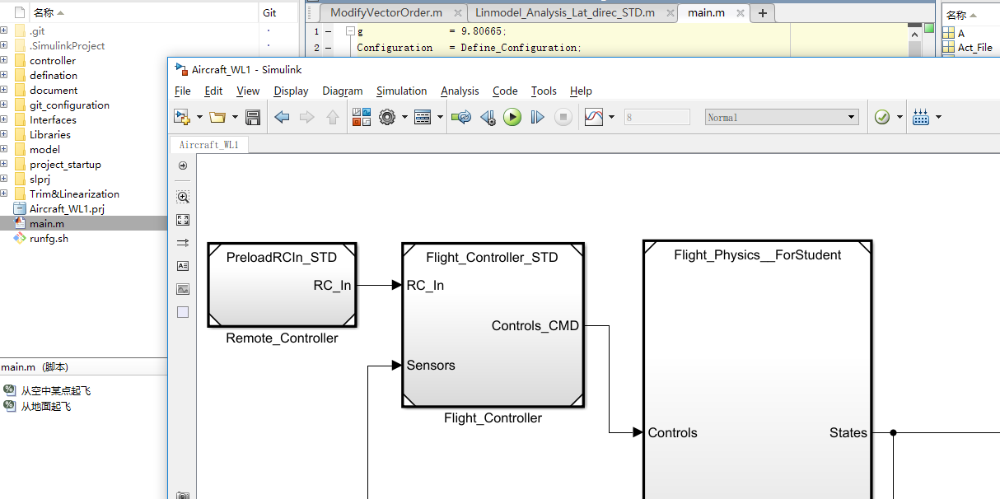 名称
Git
.git
.SimulinkProject
controller
defination
document
git_configuration
Interfaces
Libraries
model
project_startup
slprj
Trim&Linearization
Aircraft_WL1.prj
main.m
runfg.sh
main.m (脚本)
从空中某点起飞
从地面起飞
ModifyVectorOrder.m
Linmodel_Analysis_Lat_direc_STD.m
main.m
1 g = 9.80665;
2 Configuration = Define_Configuration;
名称
A
Act_File
Aircraft_WL1 - Simulink
File Edit View Display Diagram Simulation Analysis Code Tools Help
8
Normal
Aircraft_WL1
PreloadRCIn_STD
RC_In
Remote_Controller
Flight_Controller_STD
RC_In
Controls_CMD
Sensors
Flight_Controller
Flight_Physics__ForStudent
Controls
States